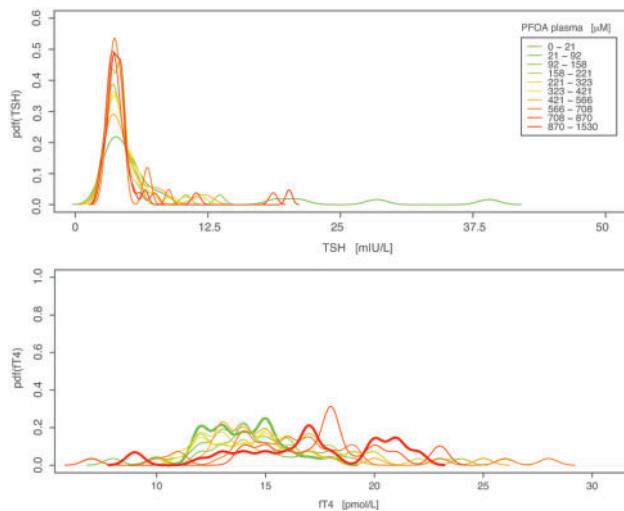 0.6
0.5
0.4
0.3
0.2
0.1
0.0
pdf(TSH)
PFOA plasma [µM]
0 – 21
21 – 92
92 – 158
158 – 221
221 – 323
323 – 421
421 – 566
566 – 708
708 – 870
870 – 1530
0 12.5 25 37.5 50
TSH [mIU/L]
1.0
0.8
0.6
0.4
0.2
0.0
pdf(fT4)
10 15 20 25 30
fT4 [pmol/L]